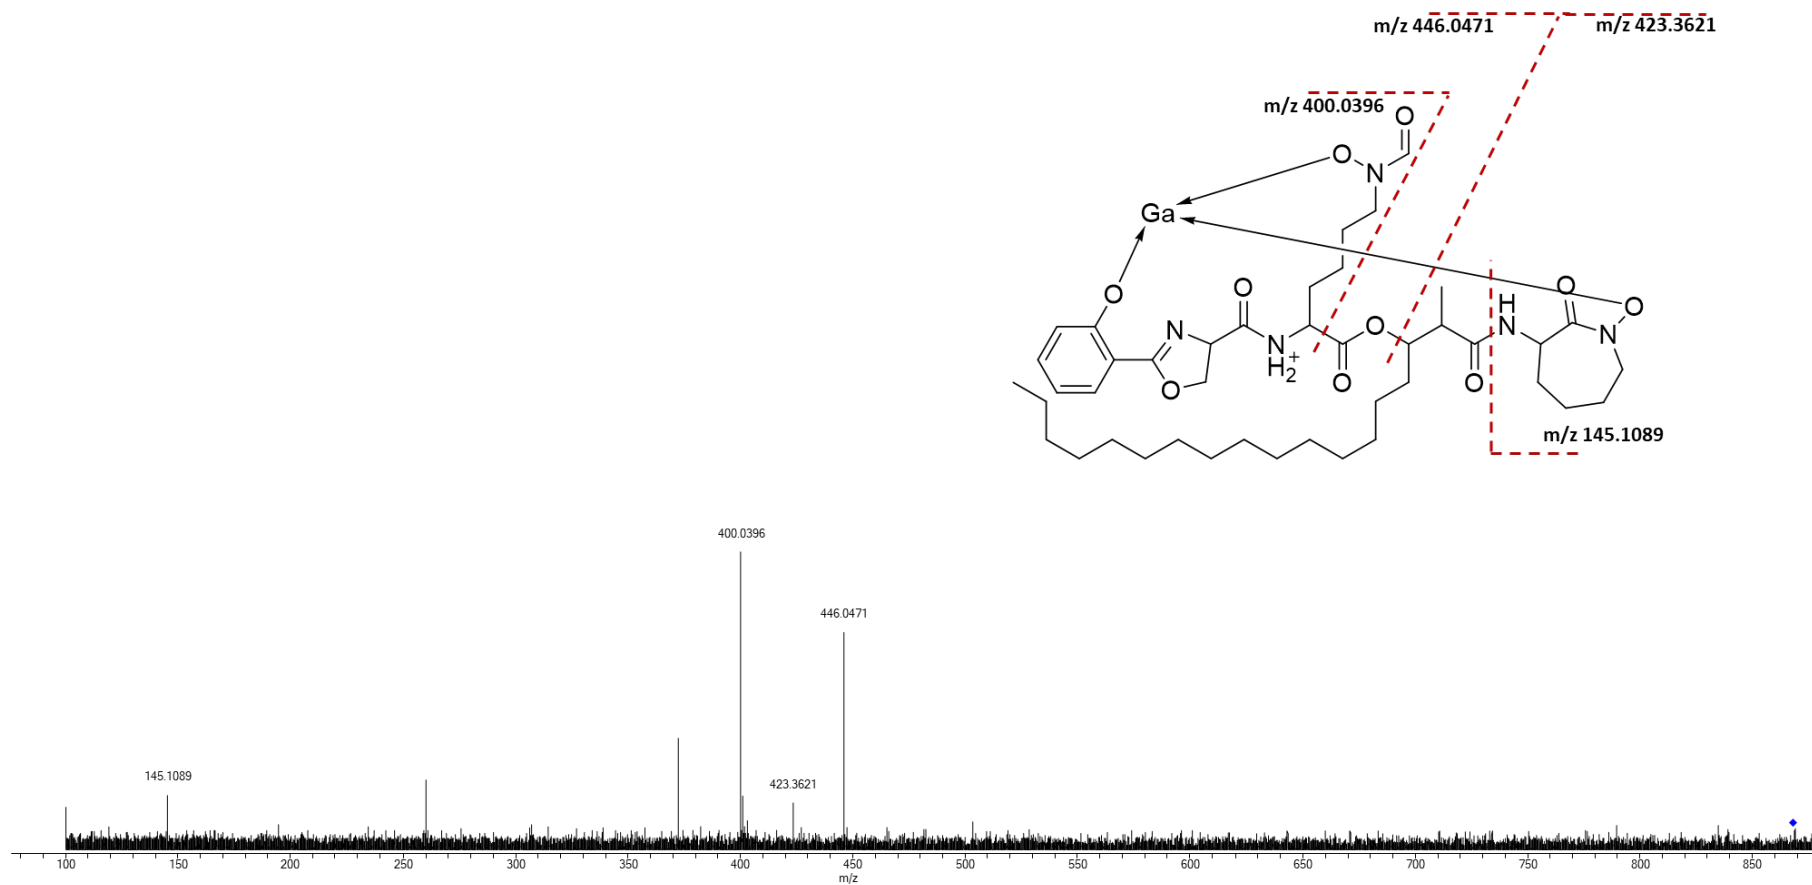 m/z 446.0471 m/z 423.3621
m/z 400.0396
O
O
N
Ga
O
O
O
H
O
N
O
N
N
O
N
H2
+
O
O
O
m/z 145.1089
400.0396
446.0471
145.1089
423.3621
100 150 200 250 300 350 400 450 500 550 600 650 700 750 800 850
m/z